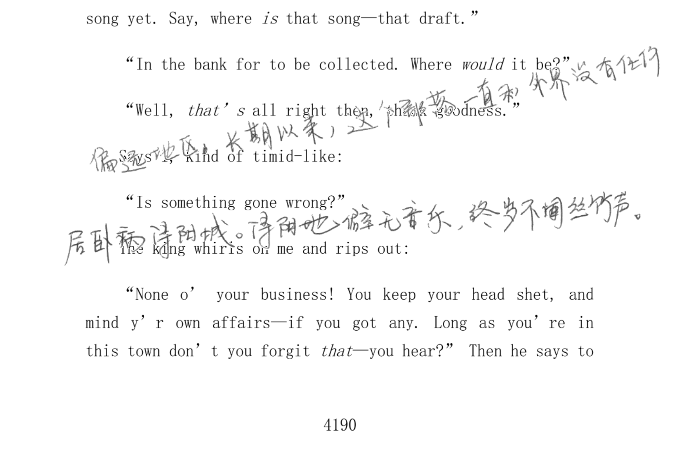 song yet. Say, where is that song—that draft.”
“In the bank for to be collected. Where would it be?”
“Well, that’s all right then, thank goodness.”
偏远地区，长期以来，这个部落一直和外界没有任何
Says I, kind of timid-like:
“Is something gone wrong?”
居卧病浔阳城。浔阳地僻无音乐，终岁不闻丝竹声。
The king whirls on me and rips out:
“None o’ your business! You keep your head shet, and
mind y’r own affairs—if you got any. Long as you’re in
this town don’t you forgit that—you hear?” Then he says to
4190